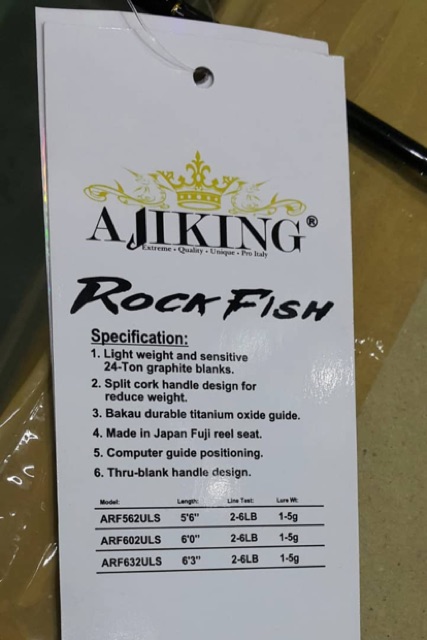 AJIKING®
Extreme • Quality • Unique • Pro Italy
ROCK FISH
Specification:
1. Light weight and sensitive
24-Ton graphite blanks.
2. Split cork handle design for
reduce weight.
3. Bakau durable titanium oxide guide.
4. Made in Japan Fuji reel seat.
5. Computer guide positioning.
6. Thru-blank handle design.
Model: Length: Line Test: Lure Wt:
ARF562ULS 5'6" 2-6LB 1-5g
ARF602ULS 6'0" 2-6LB 1-5g
ARF632ULS 6'3" 2-6LB 1-5g